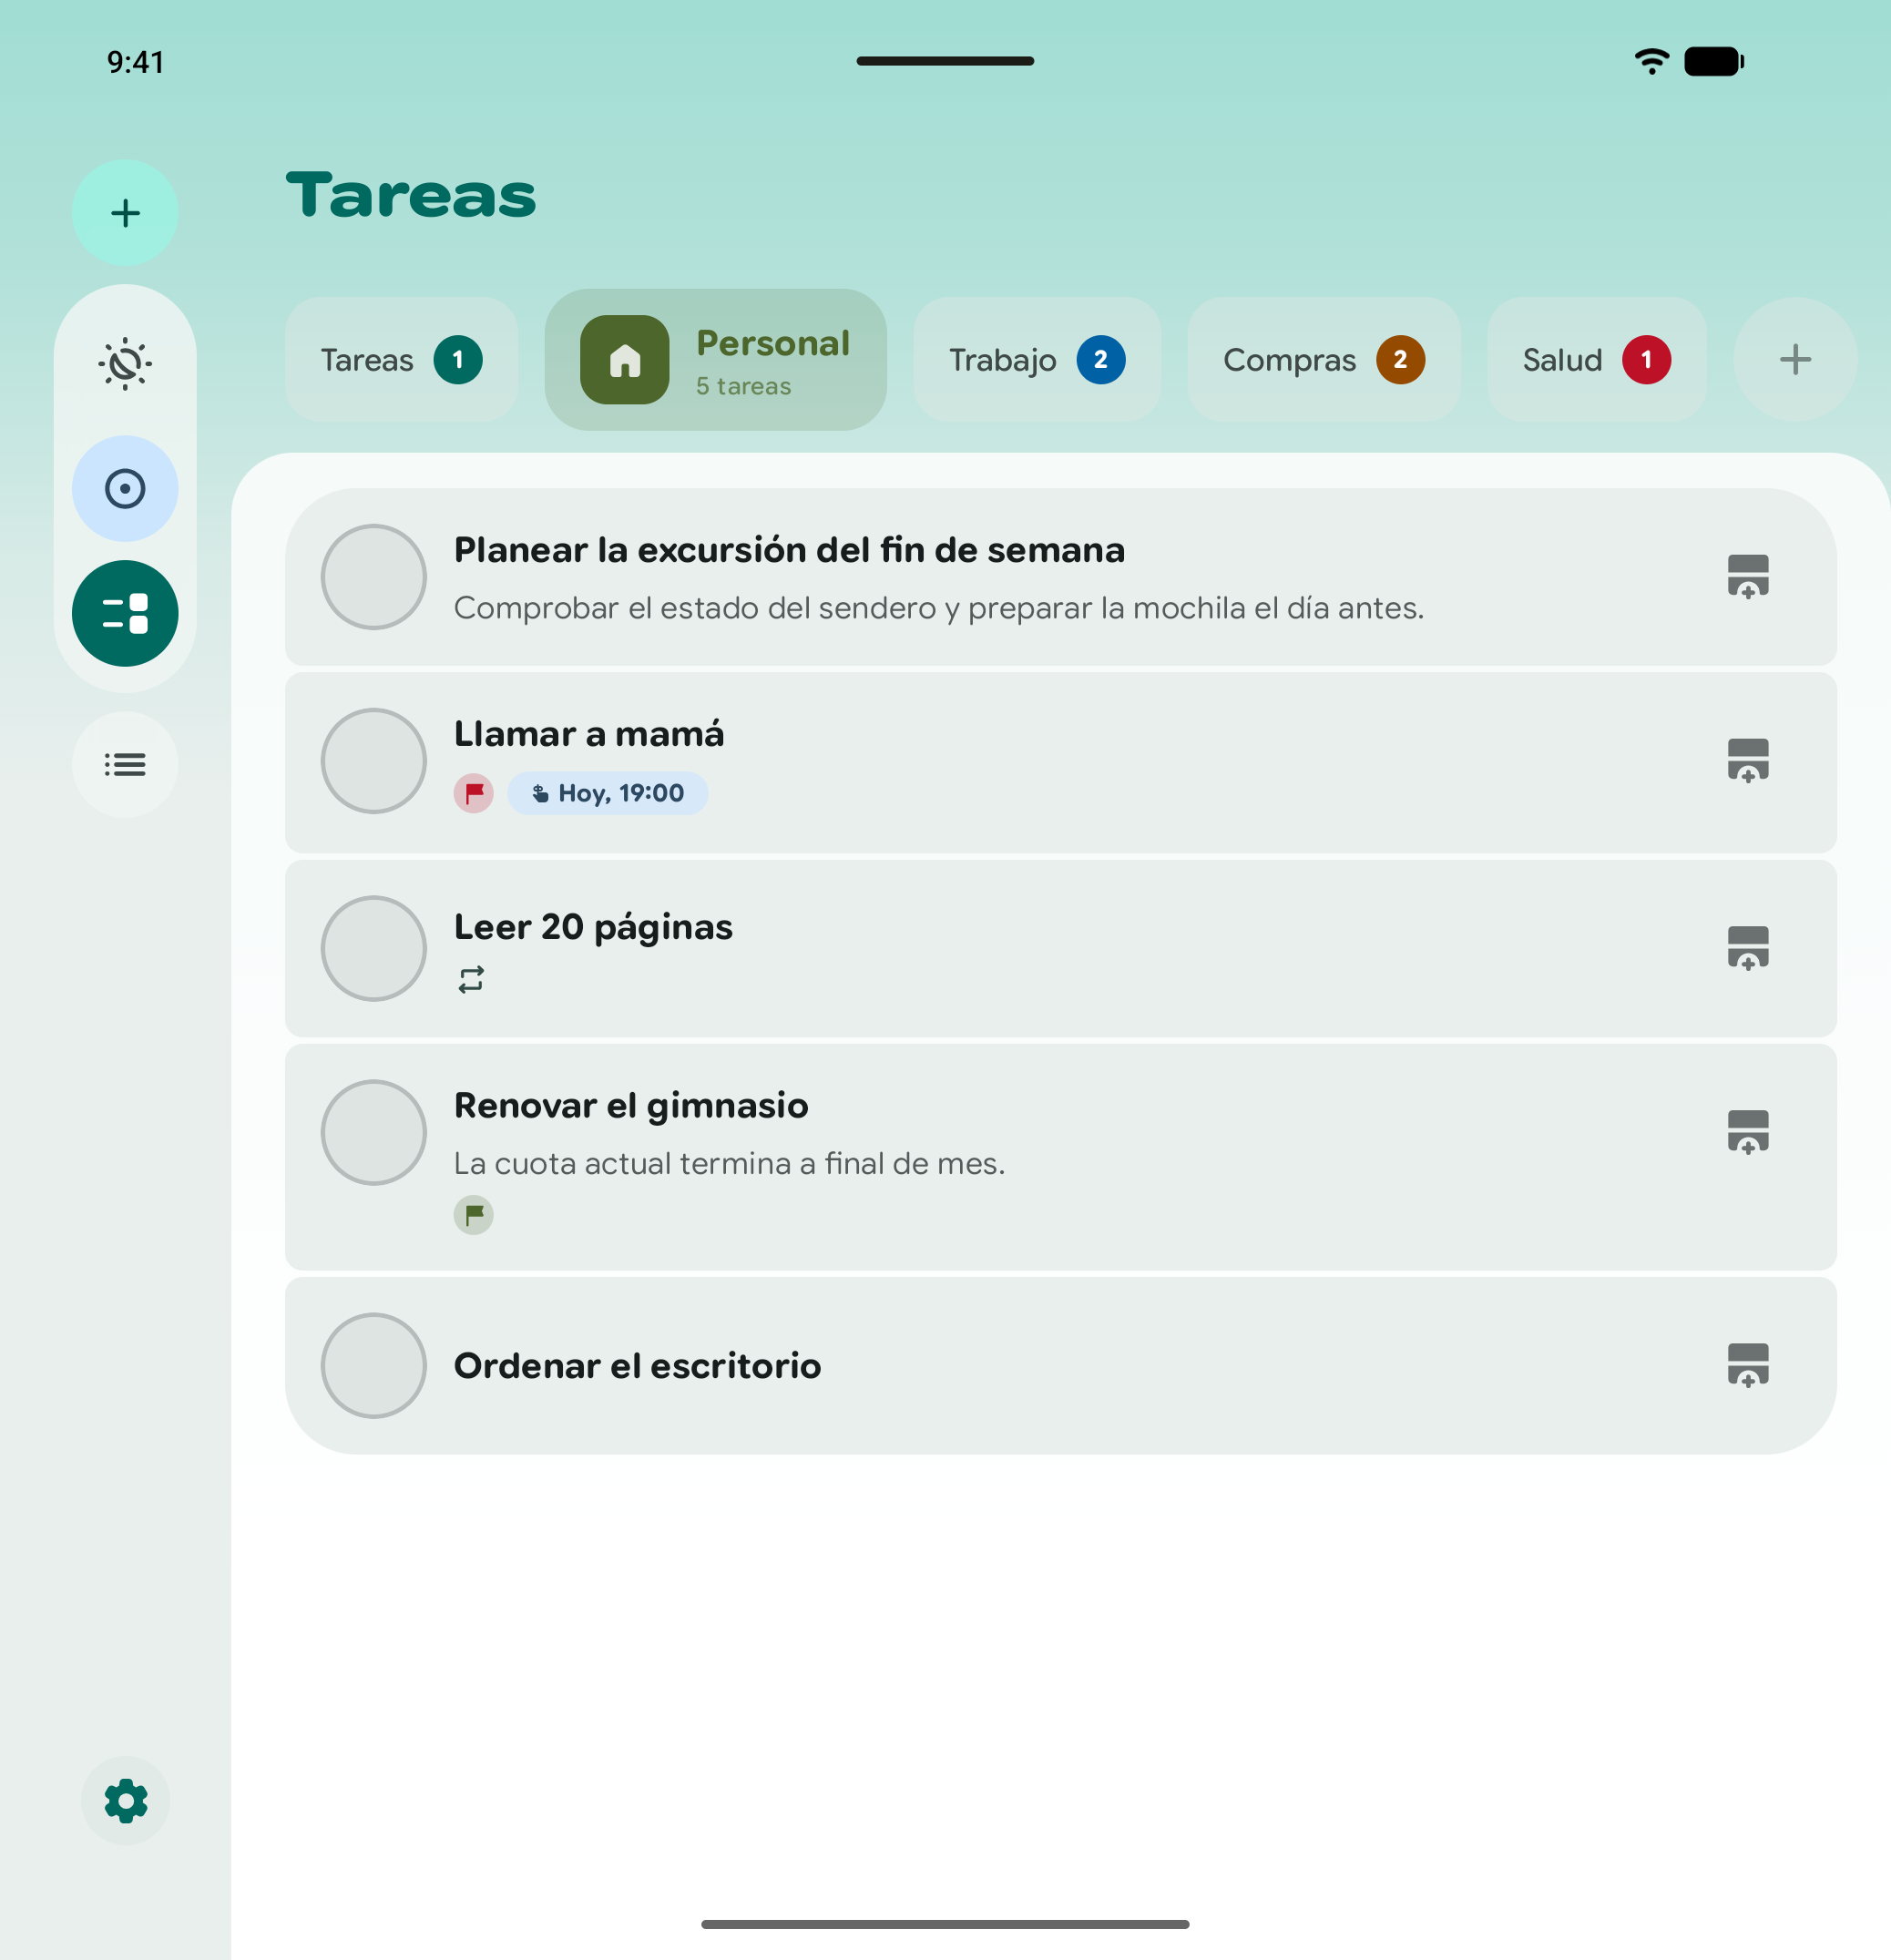 9:41
Tareas
Tareas 1
Personal
5 tareas
Trabajo 2
Compras 2
Salud 1
Planear la excursión del fin de semana
Comprobar el estado del sendero y preparar la mochila el día antes.
Llamar a mamá
Hoy, 19:00
Leer 20 páginas
Renovar el gimnasio
La cuota actual termina a final de mes.
Ordenar el escritorio